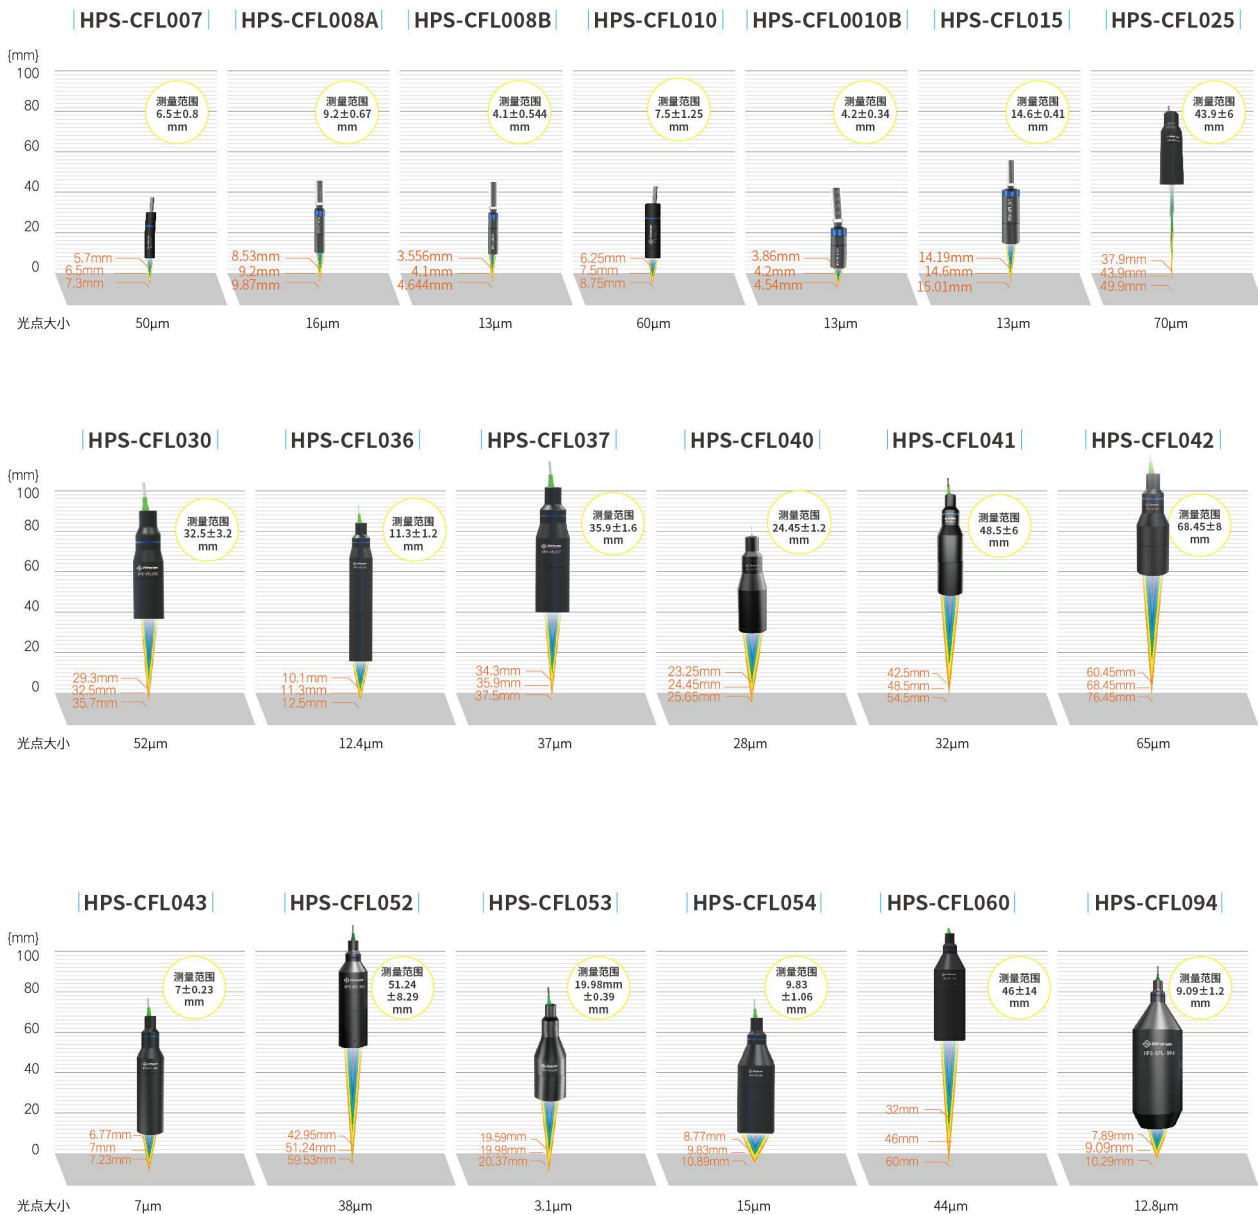 HPS-CFL007
HPS-CFL008A
HPS-CFL008B
HPS-CFL010
HPS-CFL0010B
HPS-CFL015
HPS-CFL025
{mm}
100
80
60
40
20
0
测量范围
6.5±0.8
mm
5.7mm
6.5mm
7.3mm
测量范围
9.2±0.67
mm
8.53mm
9.2mm
9.87mm
测量范围
4.1±0.544
mm
3.556mm
4.1mm
4.644mm
测量范围
7.5±1.25
mm
6.25mm
7.5mm
8.75mm
测量范围
4.2±0.34
mm
3.86mm
4.2mm
4.54mm
测量范围
14.6±0.41
mm
14.19mm
14.6mm
15.01mm
测量范围
43.9±6
mm
37.9mm
43.9mm
49.9mm
光点大小
50μm
16μm
13μm
60μm
13μm
13μm
70μm
HPS-CFL030
HPS-CFL036
HPS-CFL037
HPS-CFL040
HPS-CFL041
HPS-CFL042
{mm}
100
80
60
40
20
0
测量范围
32.5±3.2
mm
29.3mm
32.5mm
35.7mm
测量范围
11.3±1.2
mm
10.1mm
11.3mm
12.5mm
测量范围
35.9±1.6
mm
34.3mm
35.9mm
37.5mm
测量范围
24.45±1.2
mm
23.25mm
24.45mm
25.65mm
测量范围
48.5±6
mm
42.5mm
48.5mm
54.5mm
测量范围
68.45±8
mm
60.45mm
68.45mm
76.45mm
光点大小
52μm
12.4μm
37μm
28μm
32μm
65μm
HPS-CFL043
HPS-CFL052
HPS-CFL053
HPS-CFL054
HPS-CFL060
HPS-CFL094
{mm}
100
80
60
40
20
0
测量范围
7±0.23
mm
6.77mm
7mm
7.23mm
测量范围
51.24
±8.29
mm
42.95mm
51.24mm
59.53mm
测量范围
19.98mm
±0.39
mm
19.59mm
19.98mm
20.37mm
测量范围
9.83
±1.06
mm
8.77mm
9.83mm
10.89mm
测量范围
46±14
mm
32mm
46mm
60mm
测量范围
9.09±1.2
mm
HPS-CFL-094
7.89mm
9.09mm
10.29mm
光点大小
7μm
38μm
3.1μm
15μm
44μm
12.8μm